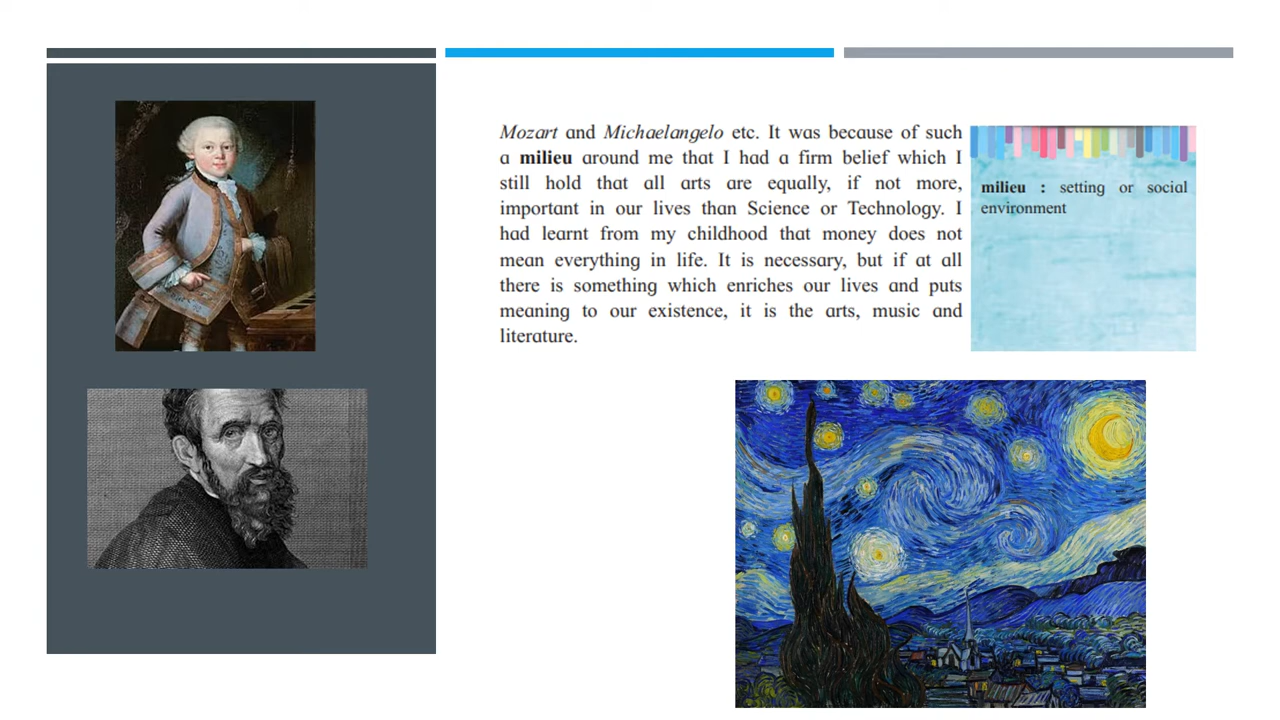 Mozart and Michaelangelo etc. It was because of such
a milieu around me that I had a firm belief which I
still hold that all arts are equally, if not more,
important in our lives than Science or Technology. I
had learnt from my childhood that money does not
mean everything in life. It is necessary, but if at all
there is something which enriches our lives and puts
meaning to our existence, it is the arts, music and
literature.
milieu : setting or social
environment